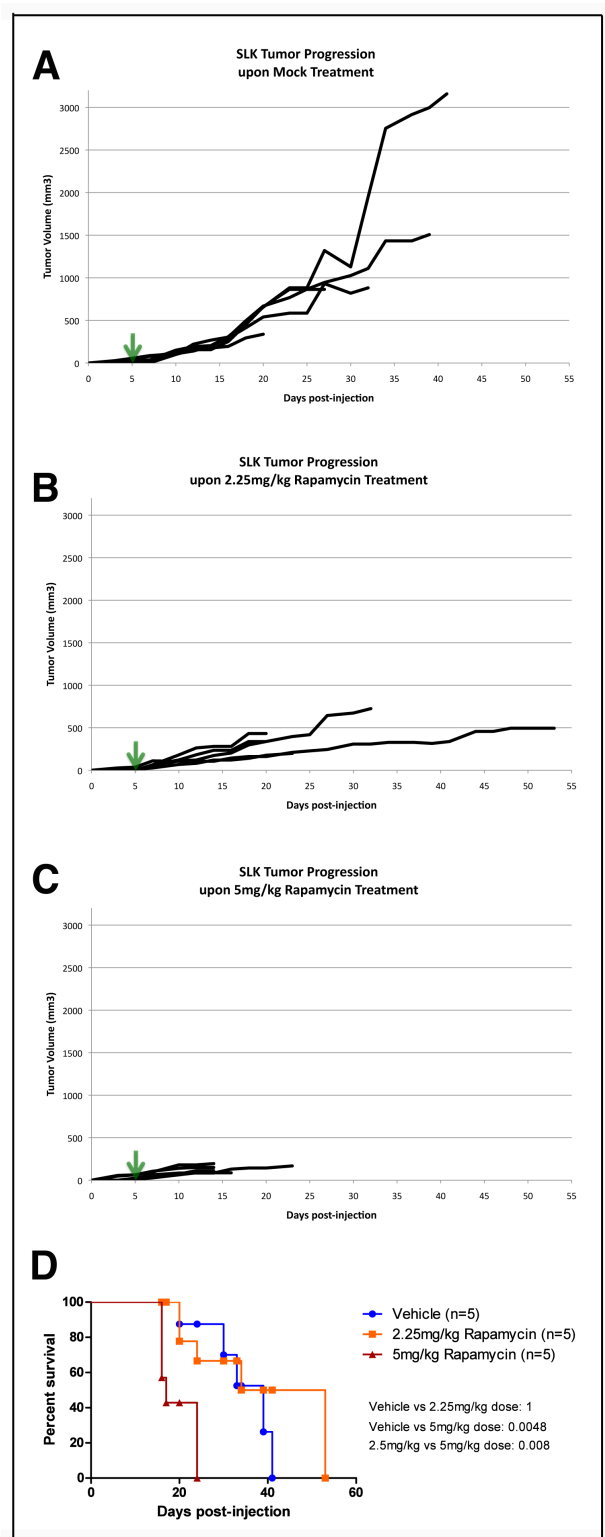 A
SLK Tumor Progression
upon Mock Treatment
3000
2500
2000
1500
1000
500
0
Tumor Volume (mm3)
0 5 10 15 20 25 30 35 40 45 50 55
Days post-injection
B
SLK Tumor Progression
upon 2.25mg/kg Rapamycin Treatment
3000
2500
2000
1500
1000
500
0
Tumor Volume (mm3)
0 5 10 15 20 25 30 35 40 45 50 55
Days post-injection
C
SLK Tumor Progression
upon 5mg/kg Rapamycin Treatment
3000
2500
2000
1500
1000
500
0
Tumor Volume (mm3)
0 5 10 15 20 25 30 35 40 45 50 55
Days post-injection
D
100
80
60
40
20
0
Percent survival
0 20 40 60
Days post-injection
Vehicle (n=5)
2.25mg/kg Rapamycin (n=5)
5mg/kg Rapamycin (n=5)
Vehicle vs 2.25mg/kg dose: 1
Vehicle vs 5mg/kg dose: 0.0048
2.5mg/kg vs 5mg/kg dose: 0.008